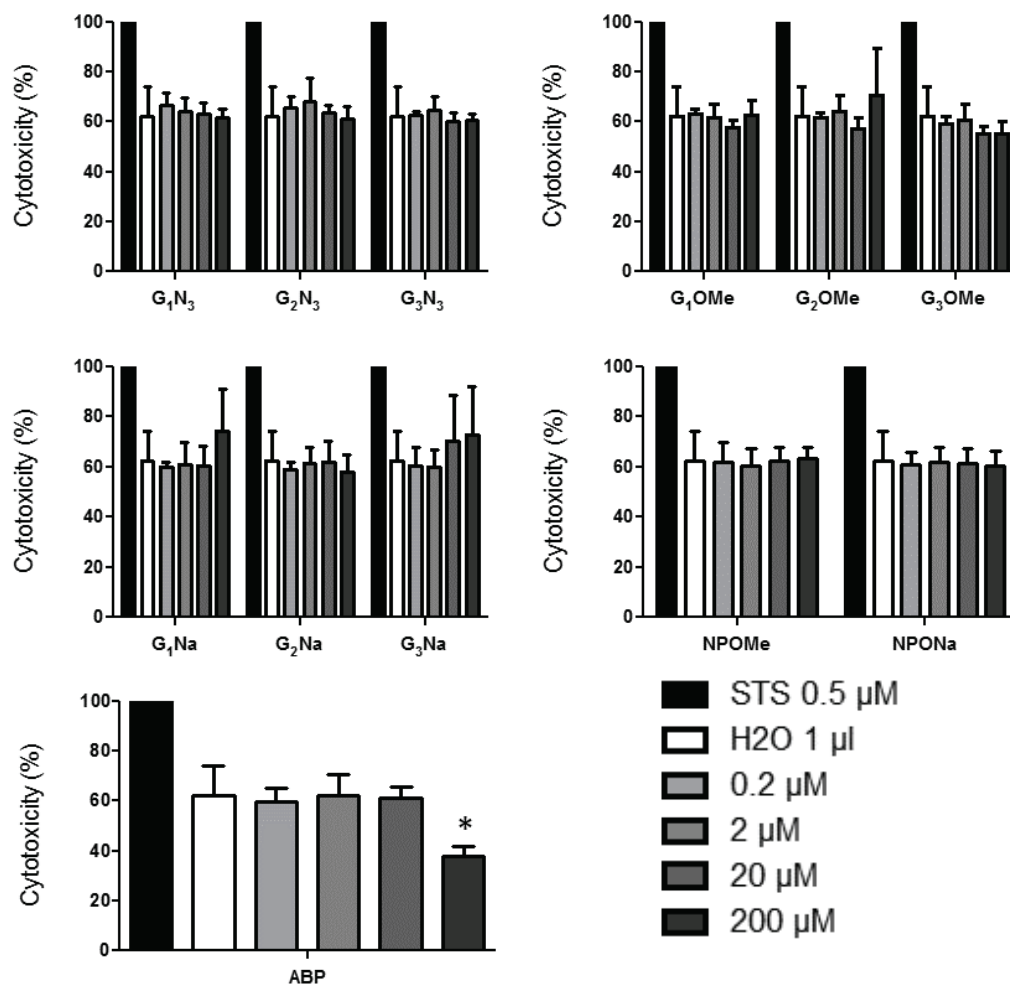 Cytotoxicity (%)
100
80
60
40
20
0
G₁N₃ G₂N₃ G₃N₃
Cytotoxicity (%)
100
80
60
40
20
0
G₁OMe G₂OMe G₃OMe
Cytotoxicity (%)
100
80
60
40
20
0
G₁Na G₂Na G₃Na
Cytotoxicity (%)
100
80
60
40
20
0
NPOMe NPONa
Cytotoxicity (%)
100
80
60
40
20
0
*
ABP
STS 0.5 µM
H2O 1 µl
0.2 µM
2 µM
20 µM
200 µM